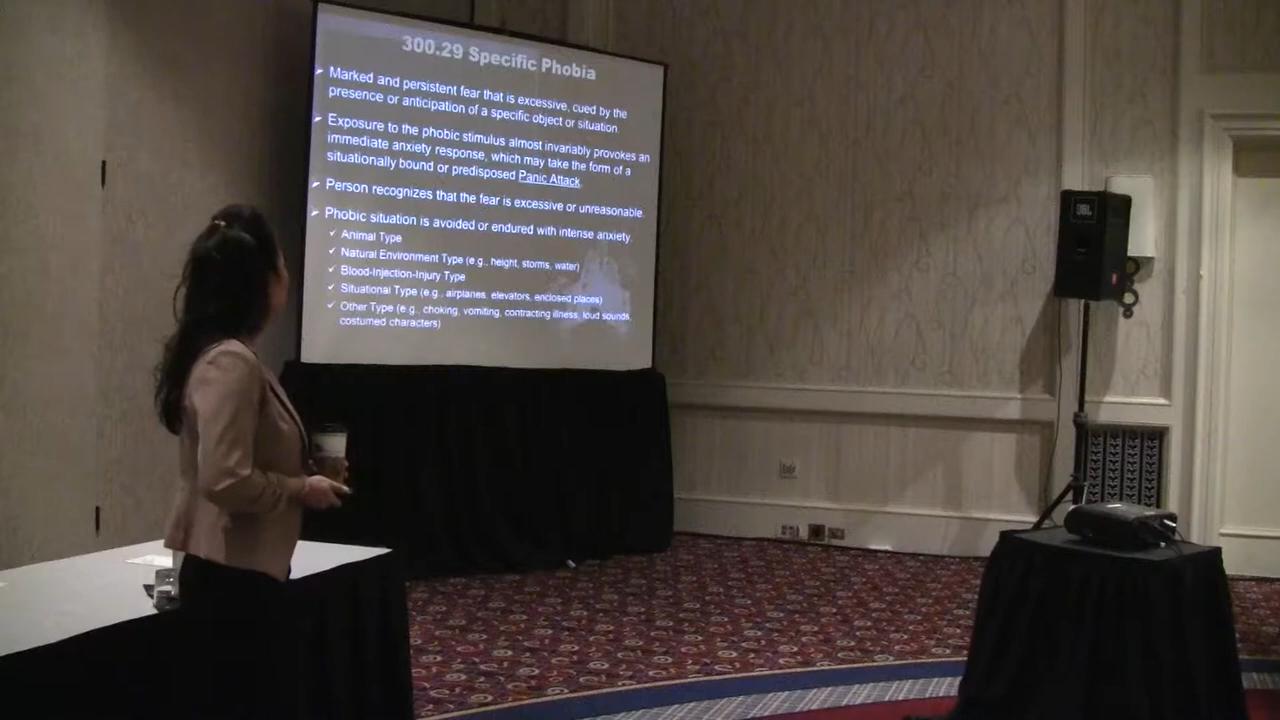 300.29 Specific Phobia
Marked and persistent fear that is excessive, cued by the
presence or anticipation of a specific object or situation.
Exposure to the phobic stimulus almost invariably provokes an
immediate anxiety response, which may take the form of a
situationally bound or predisposed Panic Attack.
Person recognizes that the fear is excessive or unreasonable.
Phobic situation is avoided or endured with intense anxiety.
Animal Type
Natural Environment Type (e.g., height, storms, water)
Blood-Injection-Injury Type
Situational Type (e.g., airplanes, elevators, enclosed places)
Other Type (e.g., choking, vomiting, contracting illness, loud sounds,
costumed characters)
JBL